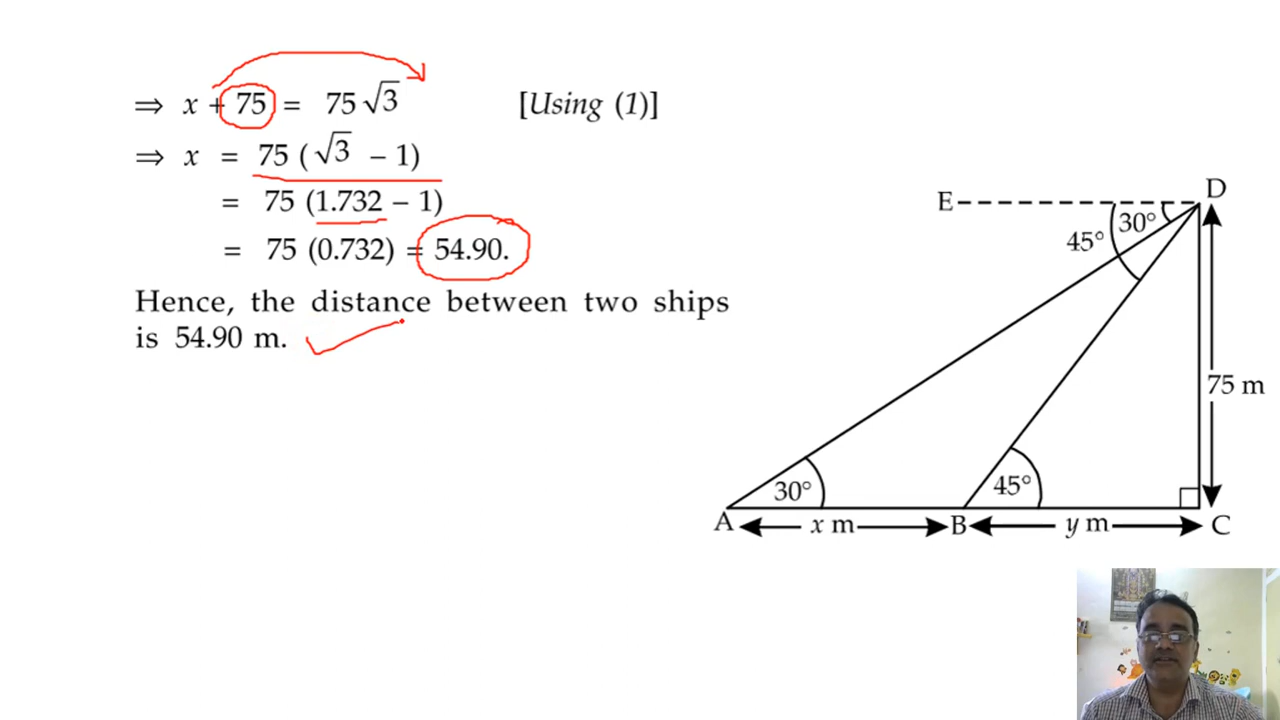 ⇒ x + 75 = 75 √3 [Using (1)]
⇒ x = 75 (√3 – 1)
= 75 (1.732 – 1)
= 75 (0.732) = 54.90.
Hence, the distance between two ships
is 54.90 m.
E
D
30°
45°
75 m
30°
45°
A
x m
B
y m
C